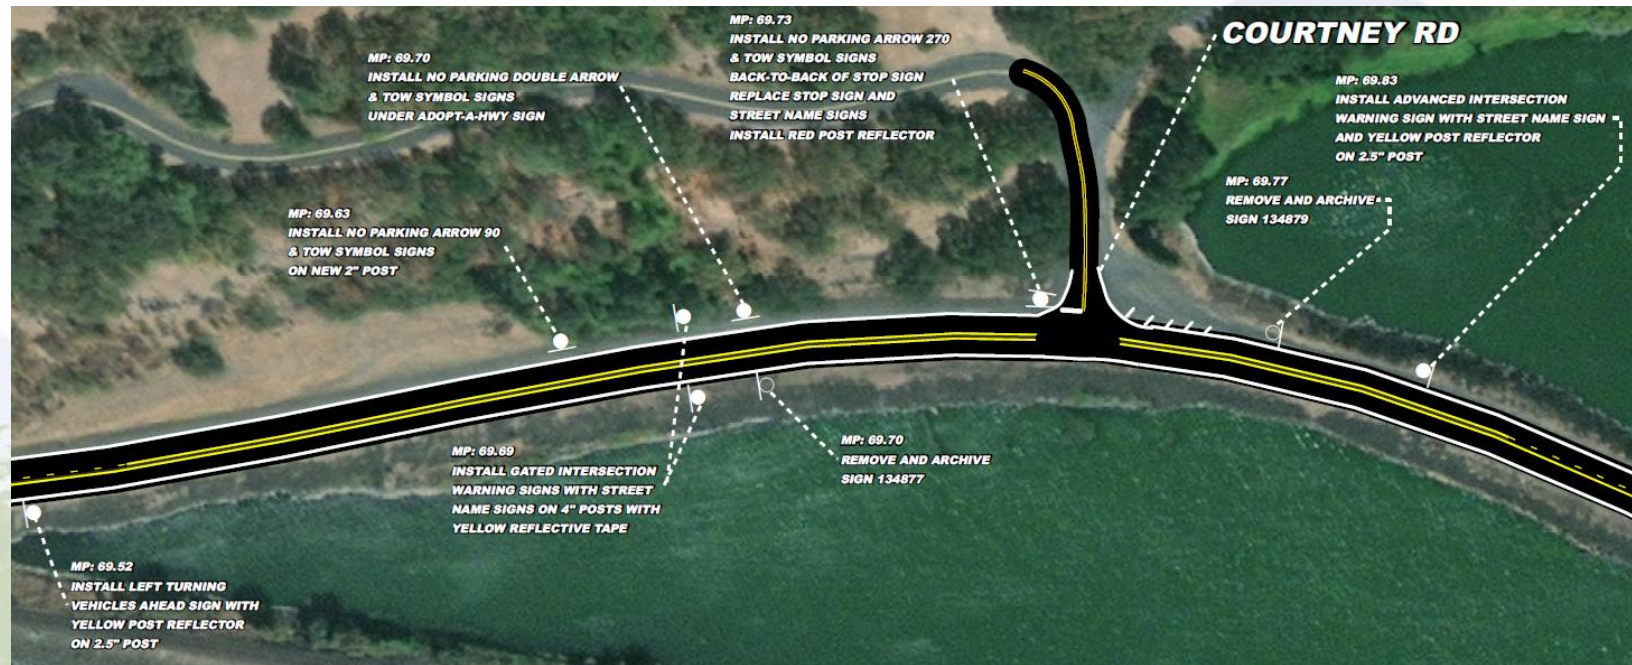 MP: 69.73
INSTALL NO PARKING ARROW 270
& TOW SYMBOL SIGNS
BACK-TO-BACK OF STOP SIGN
REPLACE STOP SIGN AND
STREET NAME SIGNS
INSTALL RED POST REFLECTOR
COURTNEY RD
MP: 69.70
INSTALL NO PARKING DOUBLE ARROW
& TOW SYMBOL SIGNS
UNDER ADOPT-A-HWY SIGN
MP: 69.83
INSTALL ADVANCED INTERSECTION
WARNING SIGN WITH STREET NAME SIGN
AND YELLOW POST REFLECTOR
ON 2.5" POST
MP: 69.77
REMOVE AND ARCHIVE
SIGN 134879
MP: 69.63
INSTALL NO PARKING ARROW 90
& TOW SYMBOL SIGNS
ON NEW 2" POST
MP: 69.69
INSTALL GATED INTERSECTION
WARNING SIGNS WITH STREET
NAME SIGNS ON 4" POSTS WITH
YELLOW REFLECTIVE TAPE
MP: 69.70
REMOVE AND ARCHIVE
SIGN 134877
MP: 69.52
INSTALL LEFT TURNING
VEHICLES AHEAD SIGN WITH
YELLOW POST REFLECTOR
ON 2.5" POST